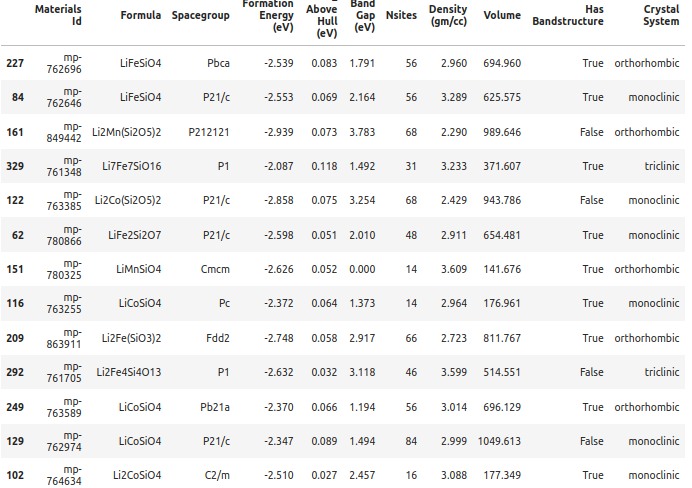 Materials Id Formula Spacegroup Formation Energy (eV) Above Hull (eV) Band Gap (eV) Nsites Density (gm/cc) Volume Has Bandstructure Crystal System
227 mp-762696 LiFeSiO4 Pbca -2.539 0.083 1.791 56 2.960 694.960 True orthorhombic
84 mp-762646 LiFeSiO4 P21/c -2.553 0.069 2.164 56 3.289 625.575 True monoclinic
161 mp-849442 Li2Mn(Si2O5)2 P212121 -2.939 0.073 3.783 68 2.290 989.646 False orthorhombic
329 mp-761348 Li7Fe7SiO16 P1 -2.087 0.118 1.492 31 3.233 371.607 True triclinic
122 mp-763385 Li2Co(Si2O5)2 P21/c -2.858 0.075 3.254 68 2.429 943.786 False monoclinic
62 mp-780866 LiFe2Si2O7 P21/c -2.598 0.051 2.010 48 2.911 654.481 True monoclinic
151 mp-780325 LiMnSiO4 Cmcm -2.626 0.052 0.000 14 3.609 141.676 True orthorhombic
116 mp-763255 LiCoSiO4 Pc -2.372 0.064 1.373 14 2.964 176.961 True monoclinic
209 mp-863911 Li2Fe(SiO3)2 Fdd2 -2.748 0.058 2.917 66 2.723 811.767 True orthorhombic
292 mp-761705 Li2Fe4Si4O13 P1 -2.632 0.032 3.118 46 3.599 514.551 False triclinic
249 mp-763589 LiCoSiO4 Pb21a -2.370 0.066 1.194 56 3.014 696.129 True orthorhombic
129 mp-762974 LiCoSiO4 P21/c -2.347 0.089 1.494 84 2.999 1049.613 False monoclinic
102 mp-764634 Li2CoSiO4 C2/m -2.510 0.027 2.457 16 3.088 177.349 True monoclinic